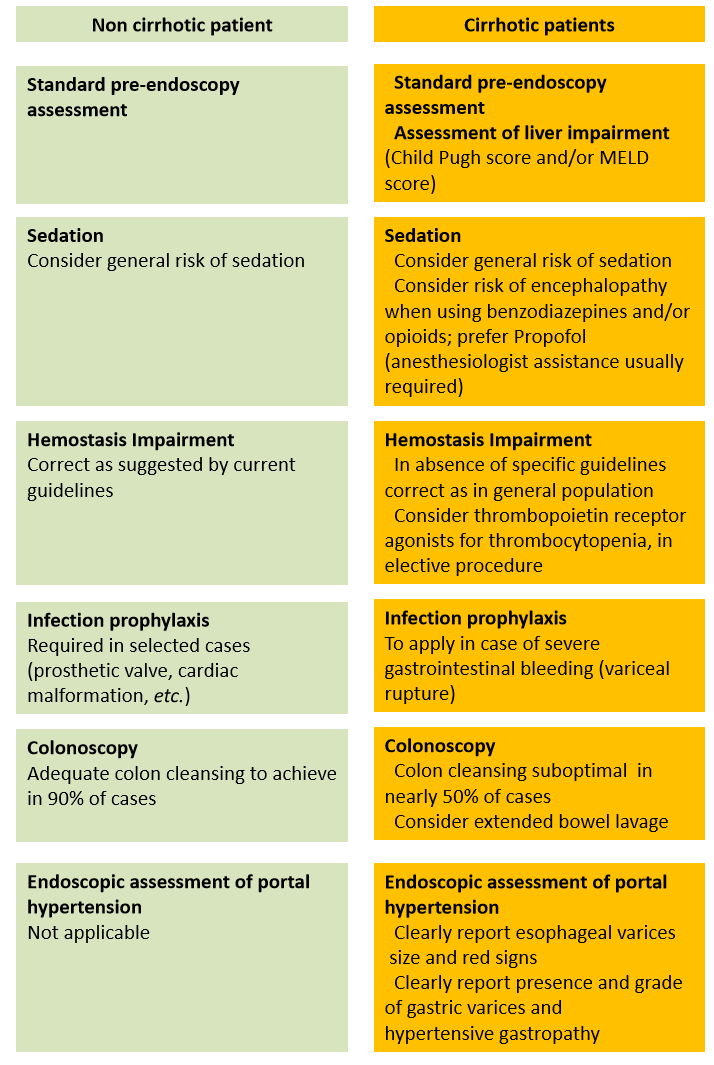 Non cirrhotic patient
Cirrhotic patients
Standard pre-endoscopy
assessment
Standard pre-endoscopy
assessment
Assessment of liver impairment
(Child Pugh score and/or MELD
score)
Sedation
Consider general risk of sedation
Sedation
Consider general risk of sedation
Consider risk of encephalopathy
when using benzodiazepines and/or
opioids; prefer Propofol
(anesthesiologist assistance usually
required)
Hemostasis Impairment
Correct as suggested by current
guidelines
Hemostasis Impairment
In absence of specific guidelines
correct as in general population
Consider thrombopoietin receptor
agonists for thrombocytopenia, in
elective procedure
Infection prophylaxis
Required in selected cases
(prosthetic valve, cardiac
malformation, etc.)
Infection prophylaxis
To apply in case of severe
gastrointestinal bleeding (variceal
rupture)
Colonoscopy
Adequate colon cleansing to achieve
in 90% of cases
Colonoscopy
Colon cleansing suboptimal in
nearly 50% of cases
Consider extended bowel lavage
Endoscopic assessment of portal
hypertension
Not applicable
Endoscopic assessment of portal
hypertension
Clearly report esophageal varices
size and red signs
Clearly report presence and grade
of gastric varices and
hypertensive gastropathy